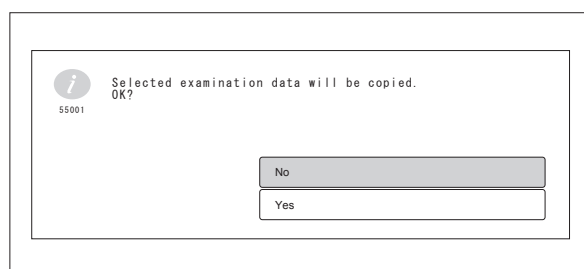 i
Selected examination data will be copied.
OK?
55001
No
Yes